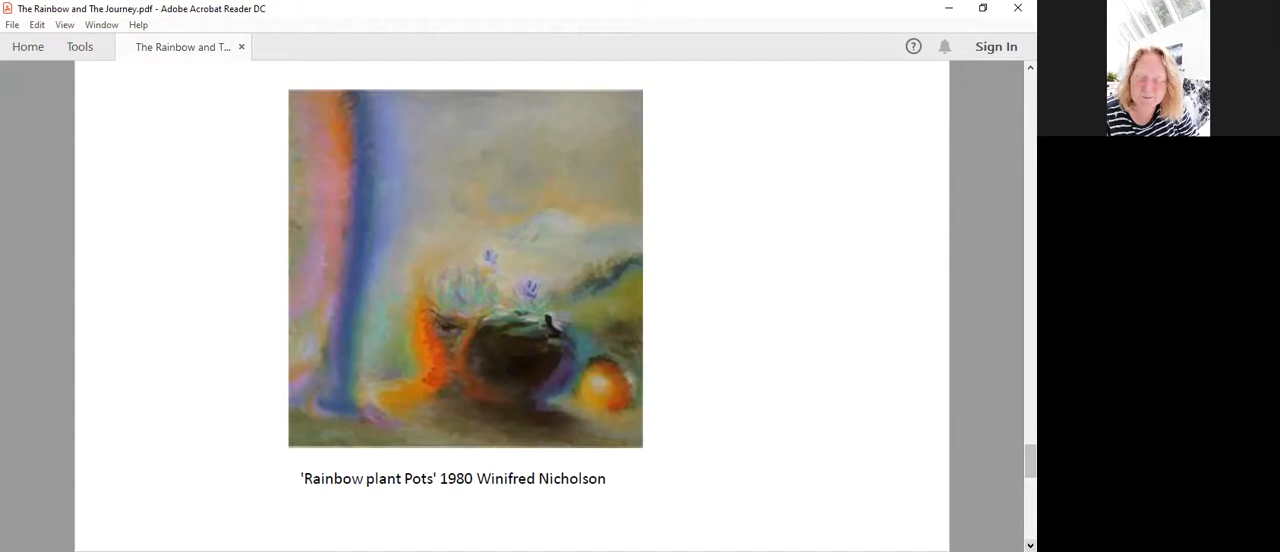 The Rainbow and The Journey.pdf - Adobe Acrobat Reader DC
File Edit View Window Help
Home Tools The Rainbow and T... × ? Sign In
'Rainbow plant Pots' 1980 Winifred Nicholson